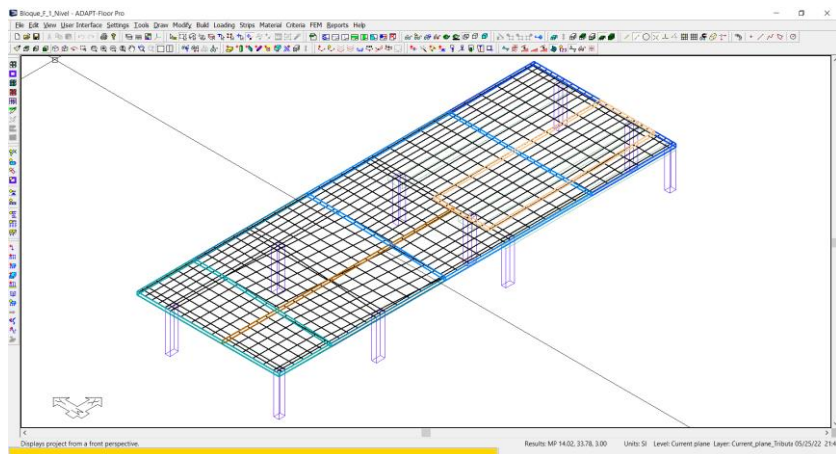 Bloque_F_1_Nivel - ADAPT-Floor Pro
File Edit View User Interface Settings Tools Draw Modify Build Loading Strips Material Criteria FEM Reports Help
Displays project from a front perspective.
Results: MP 14.02, 33.78, 3.00 Units: SI Level: Current plane Layer: Current_plane_Tributa 05/25/22